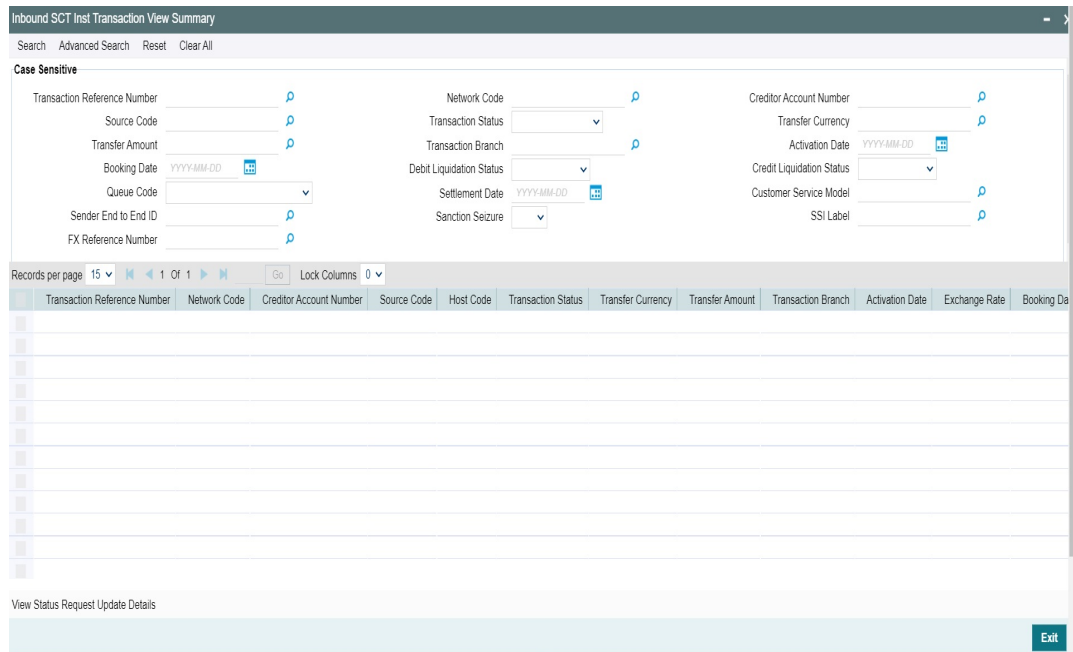 Inbound SCT Inst Transaction View Summary
Search Advanced Search Reset Clear All
Case Sensitive
Transaction Reference Number Network Code Creditor Account Number
Source Code Transaction Status Transfer Currency
Transfer Amount Transaction Branch Activation Date YYYY-MM-DD
Booking Date YYYY-MM-DD Debit Liquidation Status Credit Liquidation Status
Queue Code Settlement Date YYYY-MM-DD Customer Service Model
Sender End to End ID Sanction Seizure SSI Label
FX Reference Number
Records per page 15 1 Of 1 Go Lock Columns 0
Transaction Reference Number Network Code Creditor Account Number Source Code Host Code Transaction Status Transfer Currency Transfer Amount Transaction Branch Activation Date Exchange Rate Booking Da
View Status Request Update Details
Exit